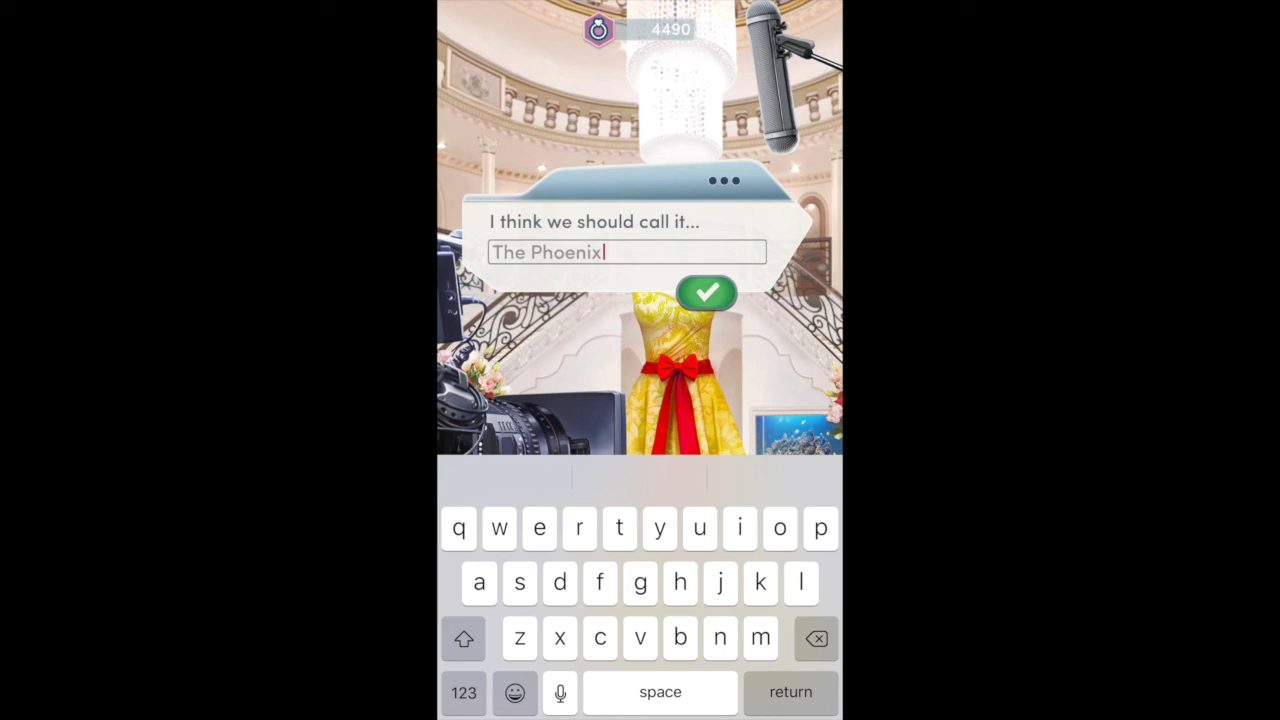 4490
I think we should call it...
The Phoenix
q w e r t y u i o p
a s d f g h j k l
z x c v b n m
123 space return